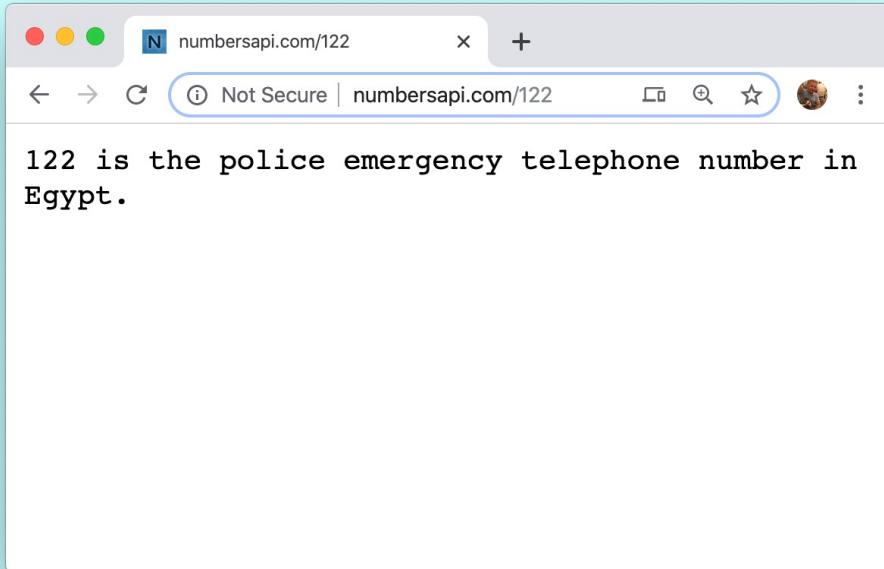 N numbersapi.com/122
Not Secure numbersapi.com/122
122 is the police emergency telephone number in
Egypt.